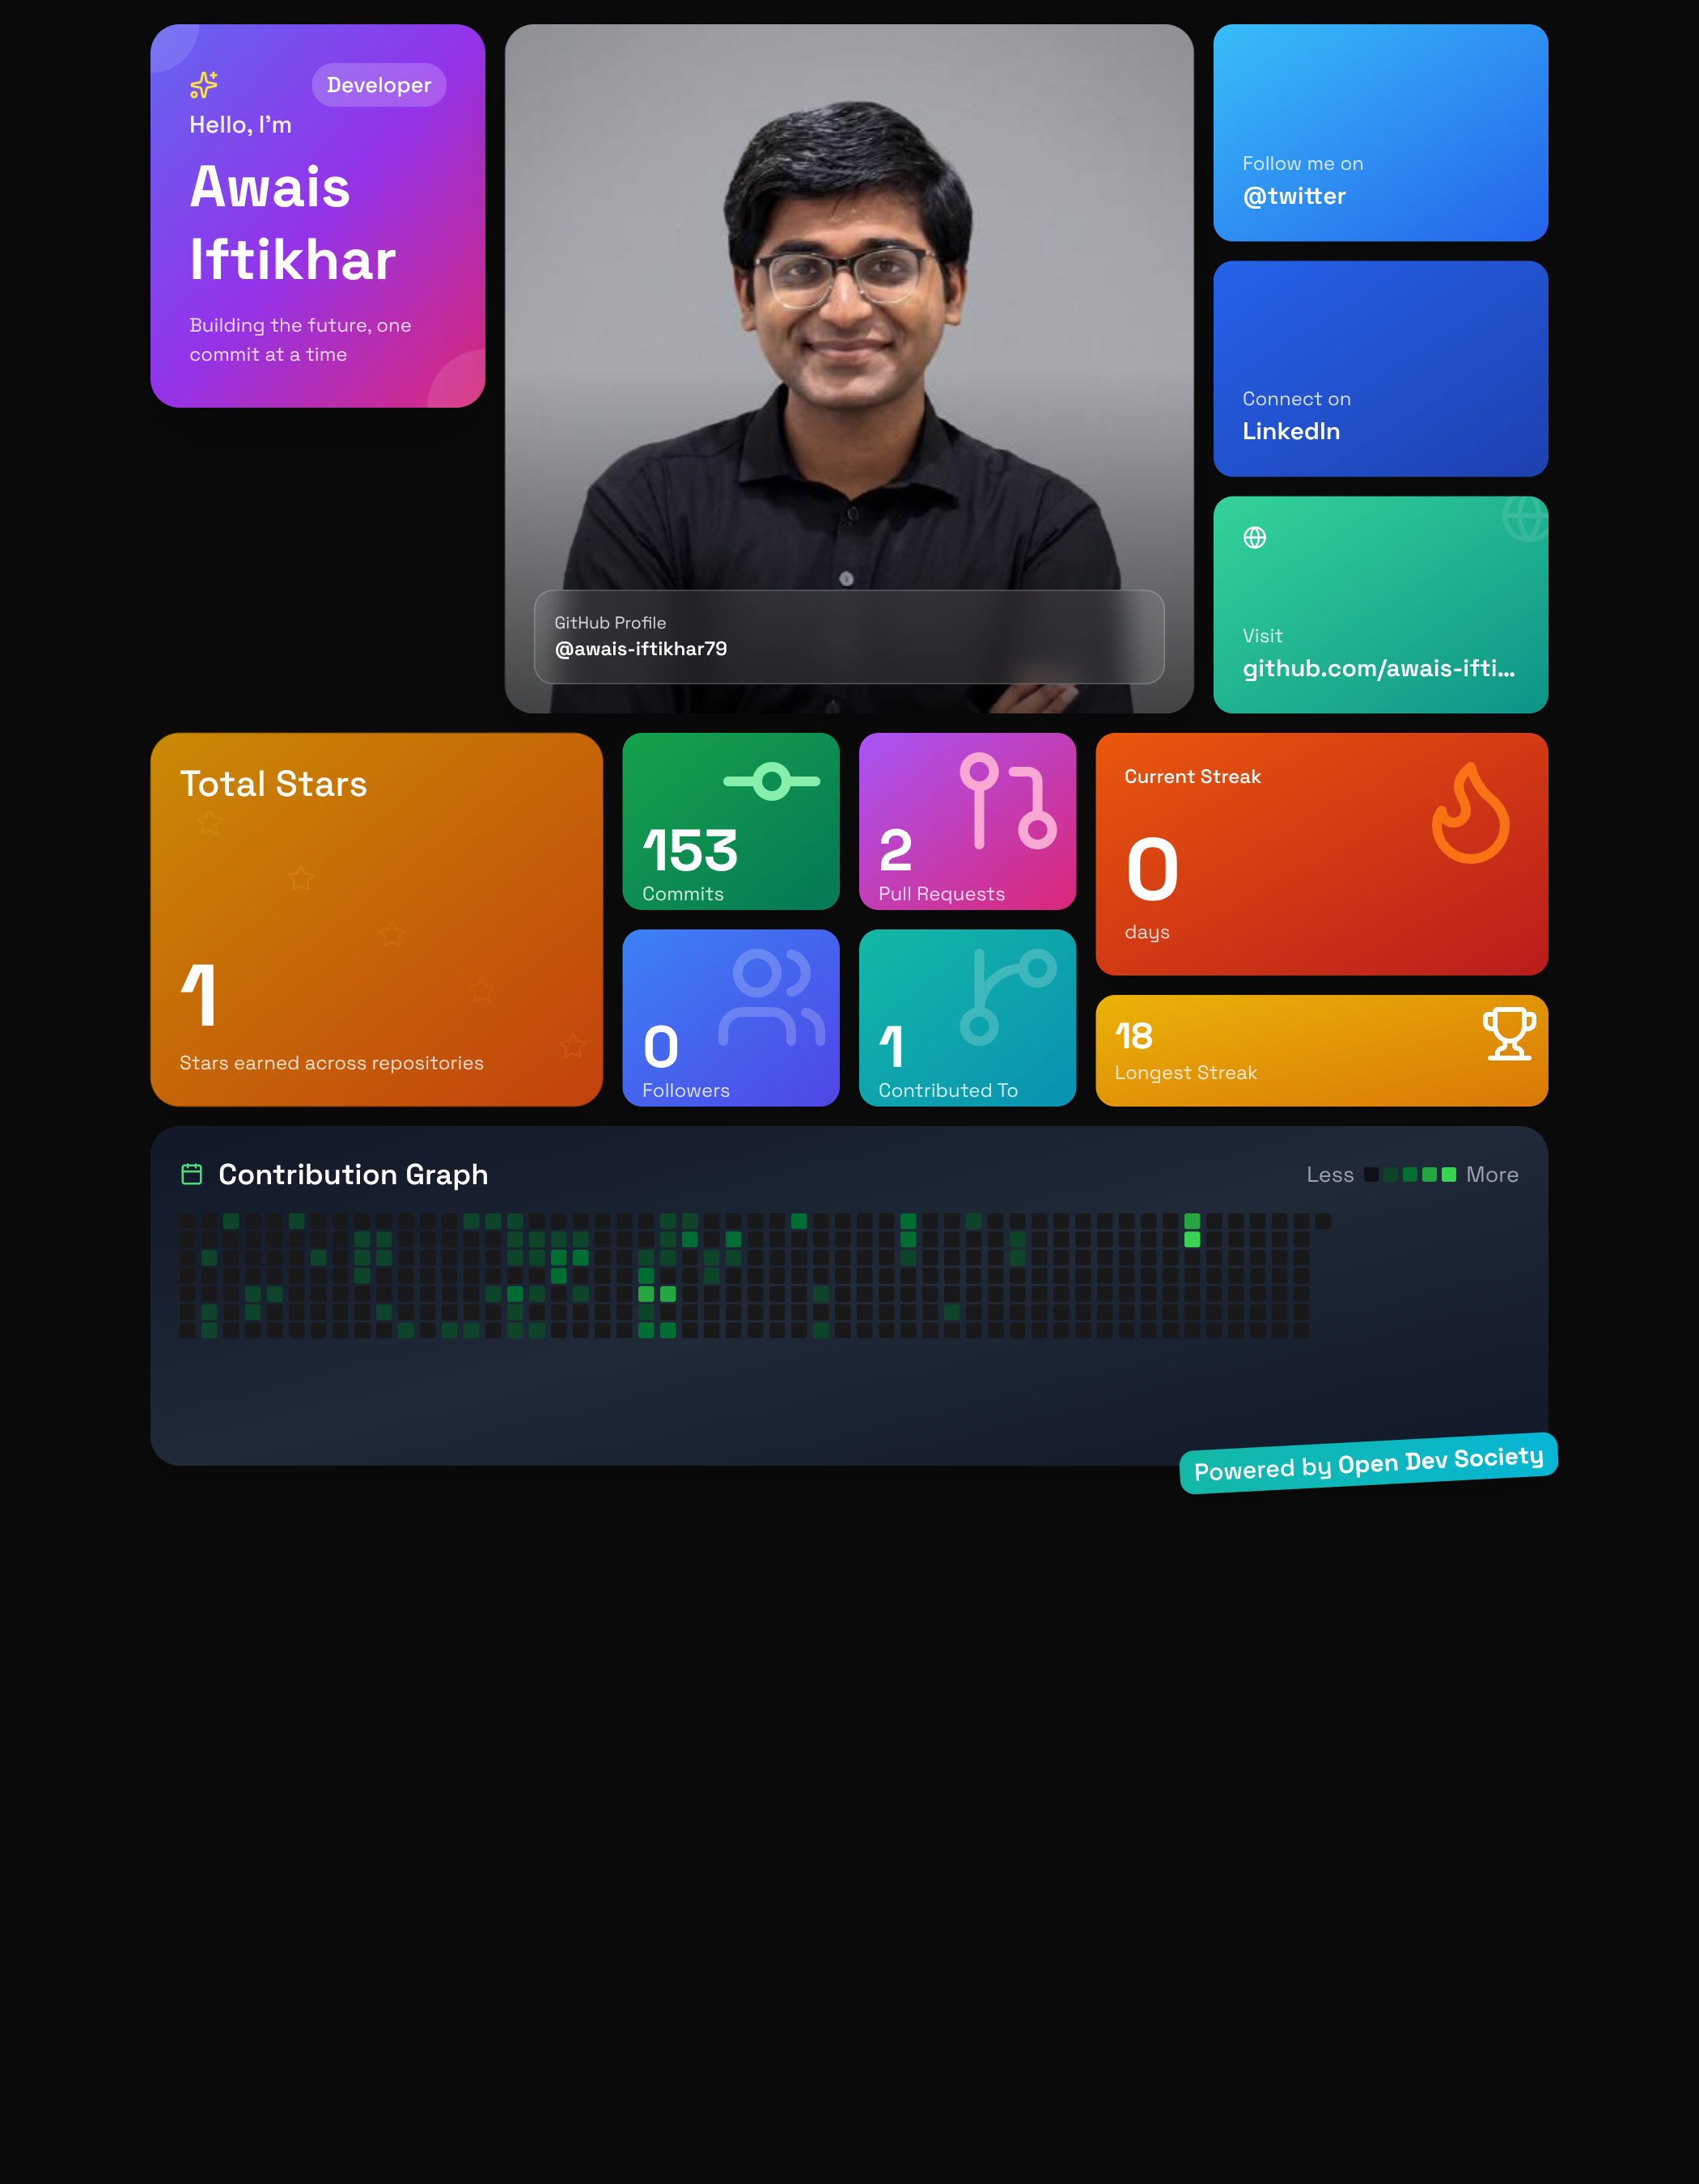 Developer
Hello, I'm
Awais
Iftikhar
Building the future, one
commit at a time
GitHub Profile
@awais-iftikhar79
Follow me on
@twitter
Connect on
LinkedIn
Visit
github.com/awais-ifti...
Total Stars
1
Stars earned across repositories
153
Commits
2
Pull Requests
0
Followers
1
Contributed To
Current Streak
0
days
18
Longest Streak
Contribution Graph
Less More
Powered by Open Dev Society